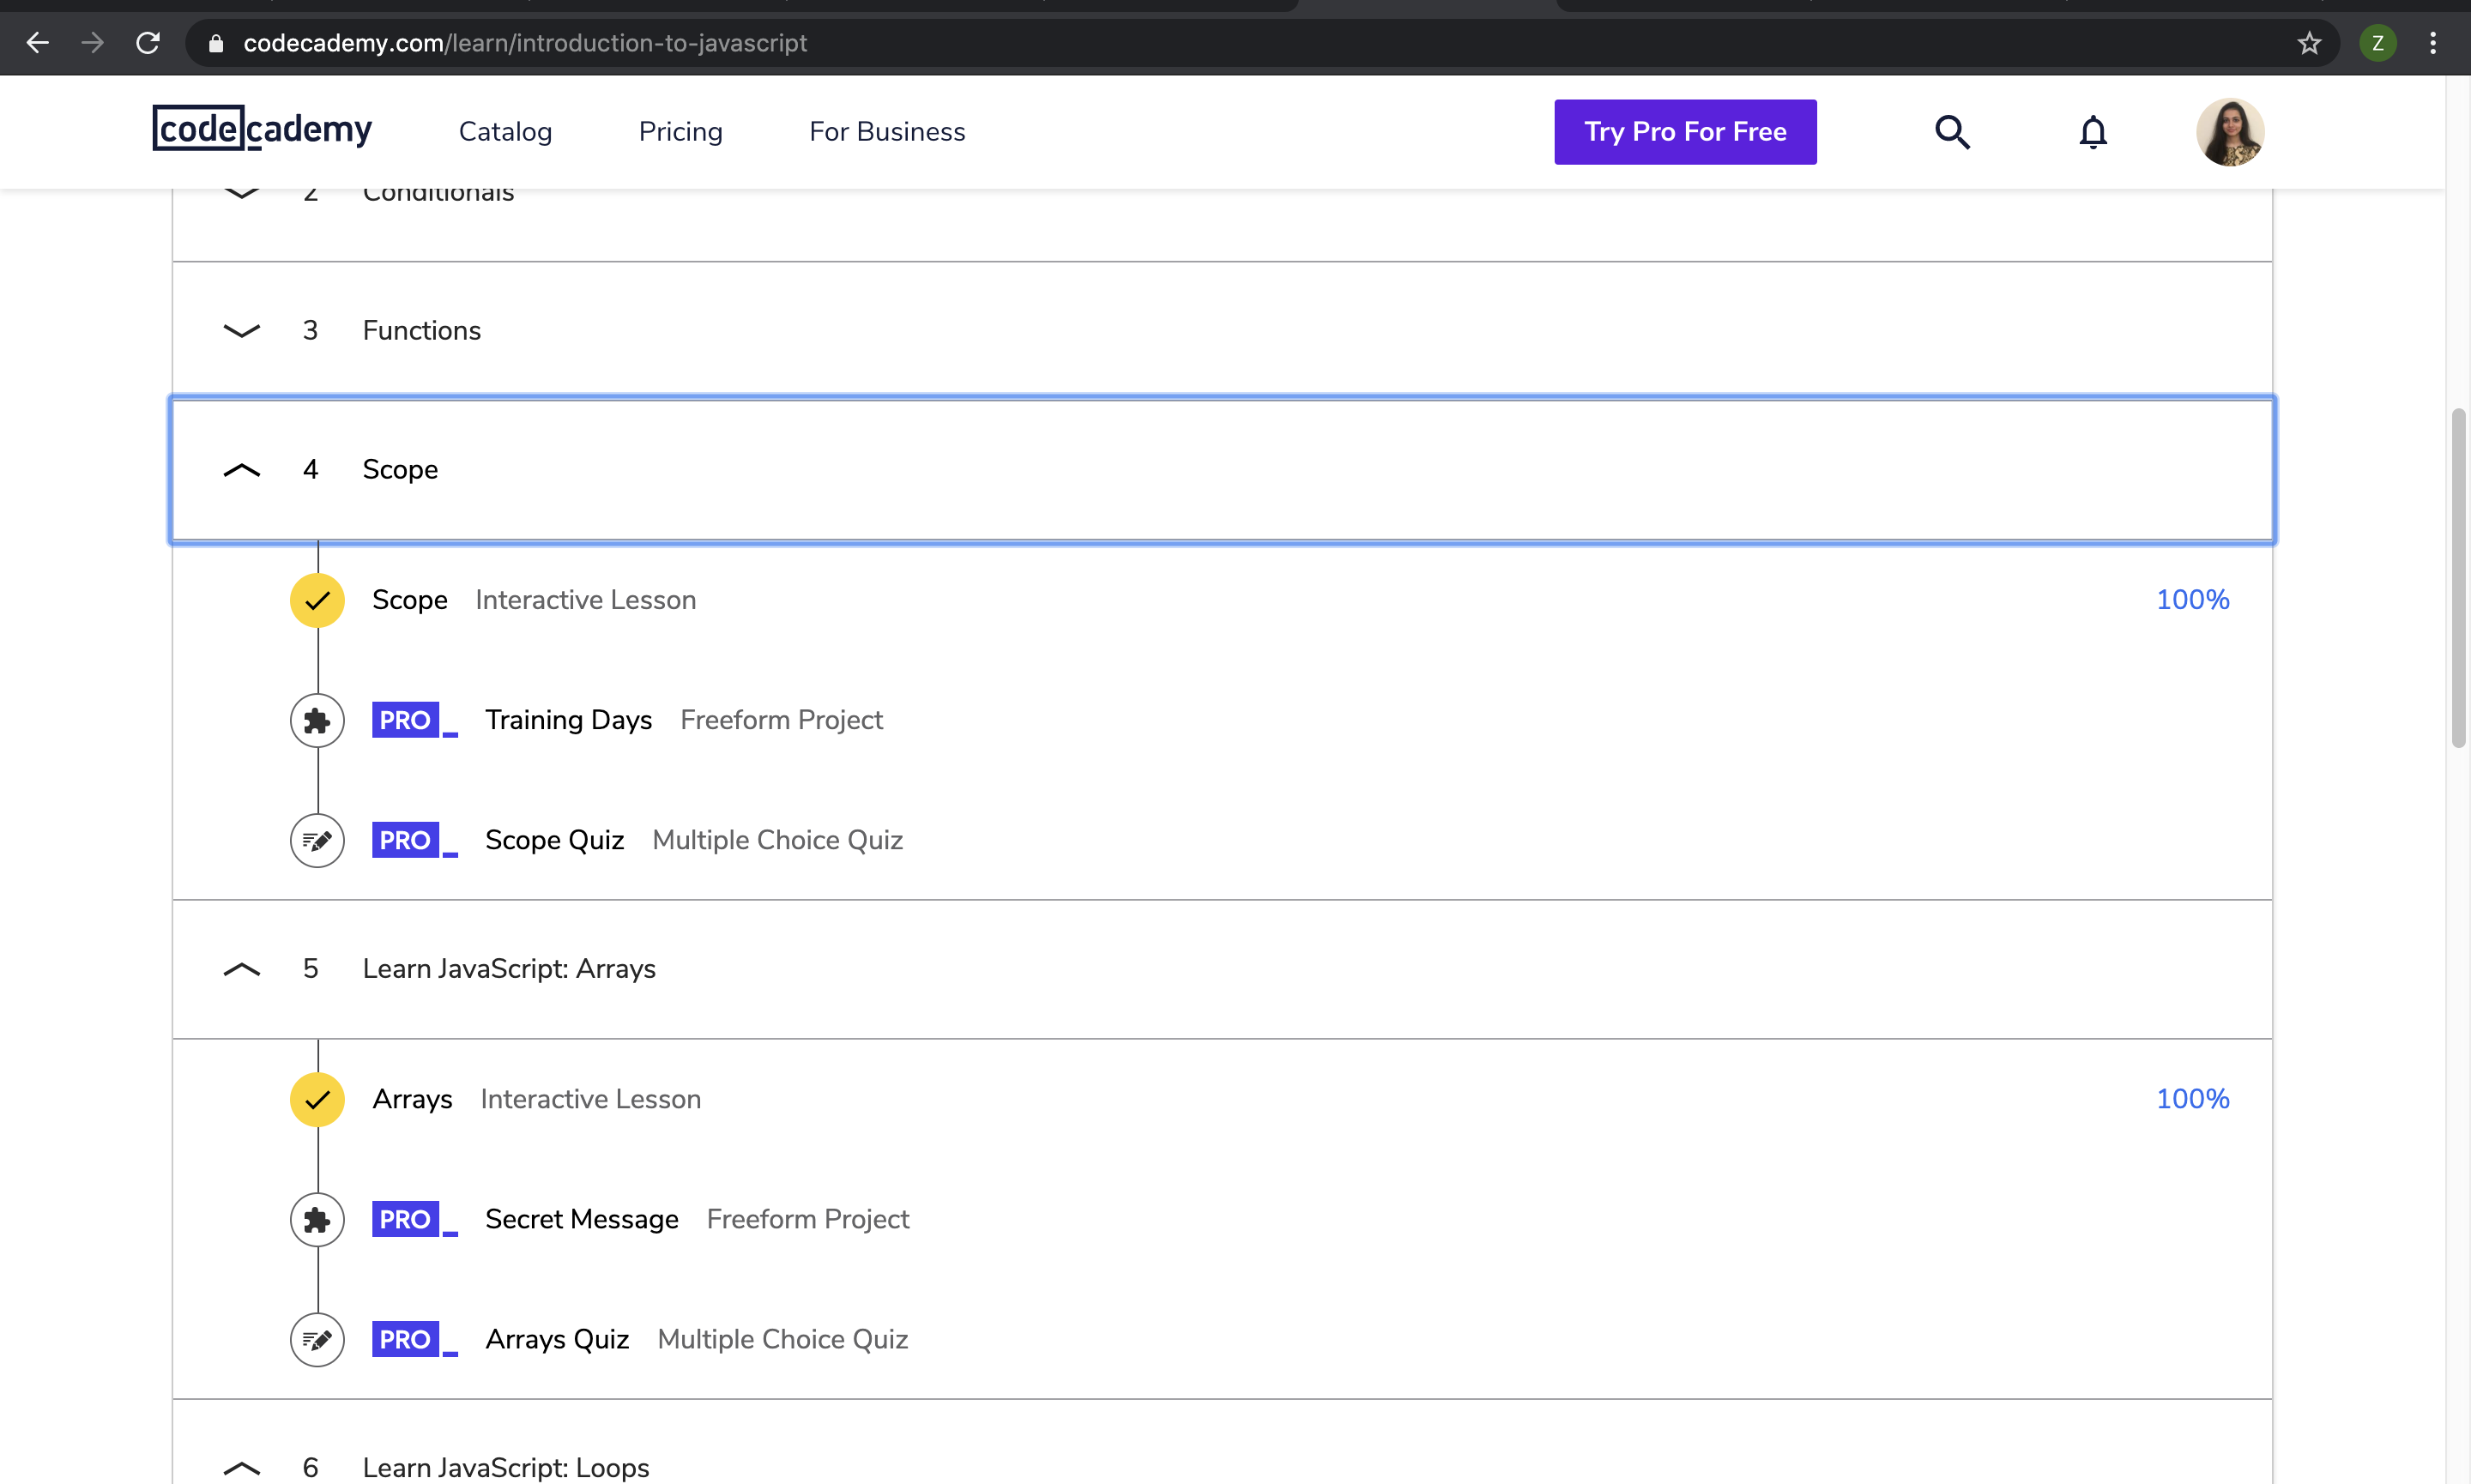 codecademy.com/learn/introduction-to-javascript
Z
codecademy
Catalog
Pricing
For Business
Try Pro For Free
2 Conditionals
3 Functions
4 Scope
Scope Interactive Lesson 100%
PRO Training Days Freeform Project
PRO Scope Quiz Multiple Choice Quiz
5 Learn JavaScript: Arrays
Arrays Interactive Lesson 100%
PRO Secret Message Freeform Project
PRO Arrays Quiz Multiple Choice Quiz
6 Learn JavaScript: Loops